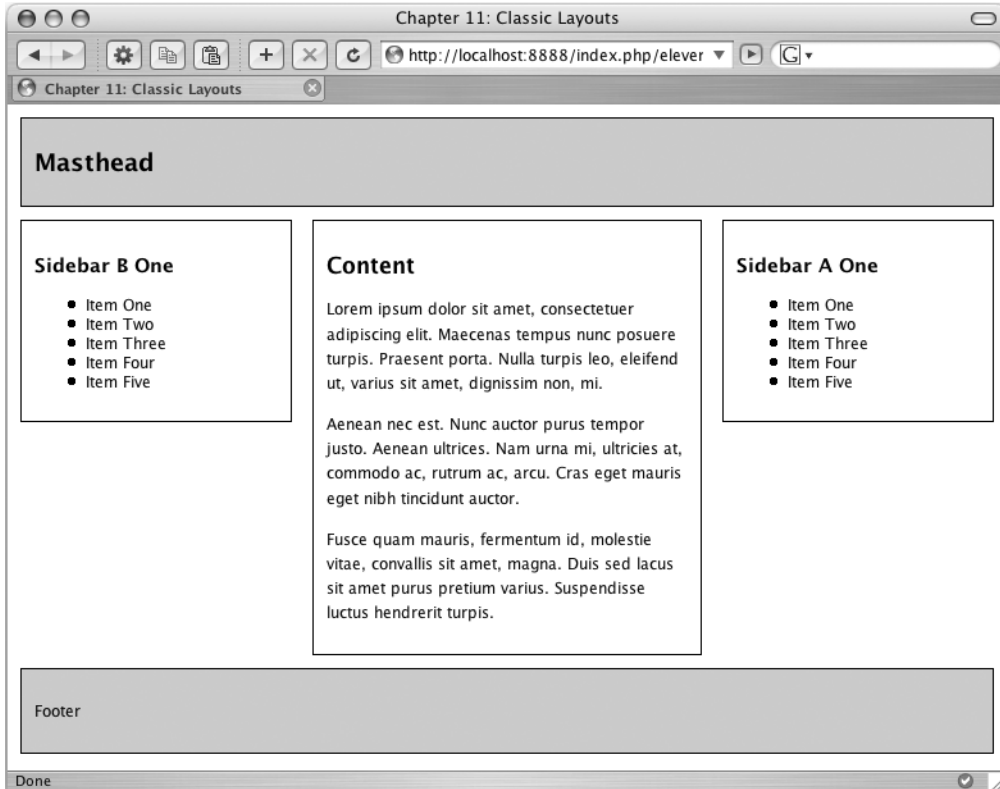 Chapter 11: Classic Layouts
http://localhost:8888/index.php/elever
G
Chapter 11: Classic Layouts
Masthead
Sidebar B One
Item One
Item Two
Item Three
Item Four
Item Five
Content
Lorem ipsum dolor sit amet, consectetuer
adipiscing elit. Maecenas tempus nunc posuere
turpis. Praesent porta. Nulla turpis leo, eleifend
ut, varius sit amet, dignissim non, mi.
Aenean nec est. Nunc auctor purus tempor
justo. Aenean ultrices. Nam urna mi, ultricies at,
commodo ac, rutrum ac, arcu. Cras eget mauris
eget nibh tincidunt auctor.
Fusce quam mauris, fermentum id, molestie
vitae, convallis sit amet, magna. Duis sed lacus
sit amet purus pretium varius. Suspendisse
luctus hendrerit turpis.
Sidebar A One
Item One
Item Two
Item Three
Item Four
Item Five
Footer
Done